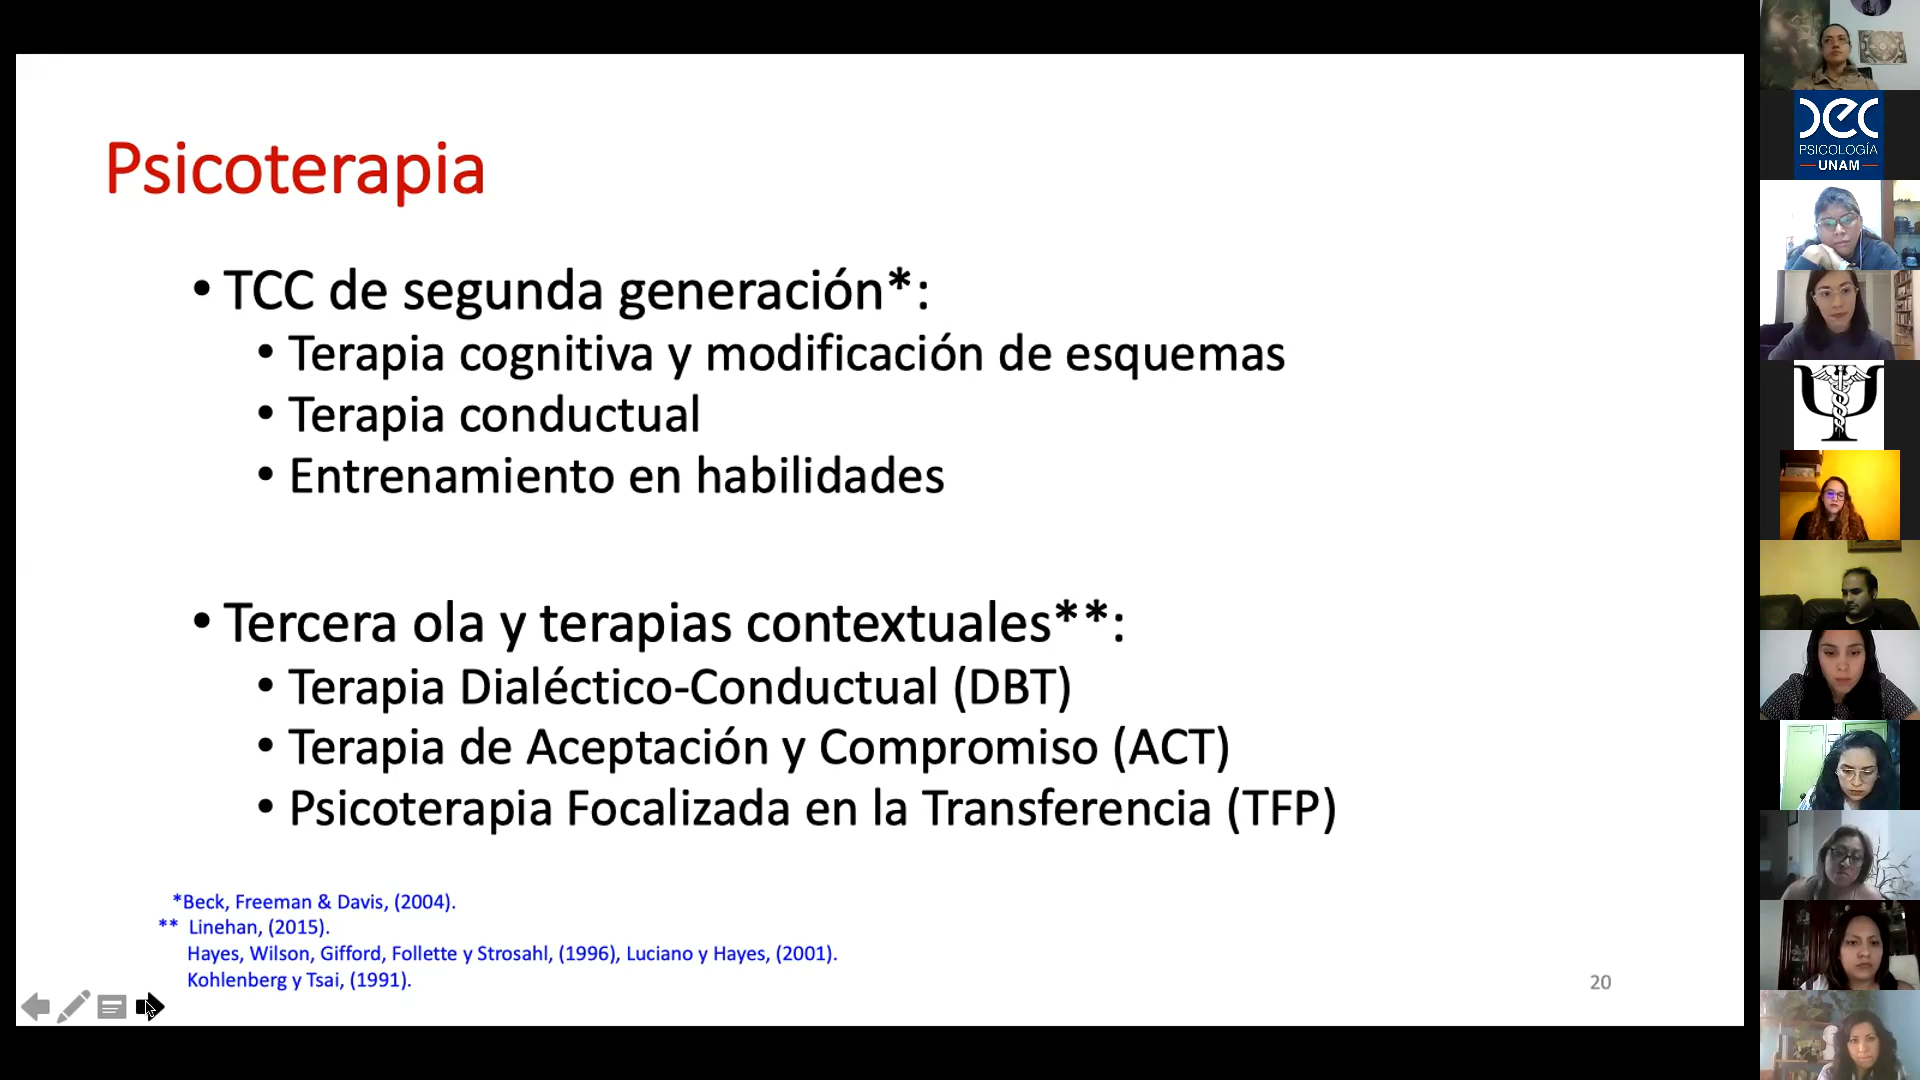 Psicoterapia
• TCC de segunda generación*:
• Terapia cognitiva y modificación de esquemas
• Terapia conductual
• Entrenamiento en habilidades
• Tercera ola y terapias contextuales**:
• Terapia Dialéctico-Conductual (DBT)
• Terapia de Aceptación y Compromiso (ACT)
• Psicoterapia Focalizada en la Transferencia (TFP)
*Beck, Freeman & Davis, (2004).
** Linehan, (2015).
Hayes, Wilson, Gifford, Follette y Strosahl, (1996), Luciano y Hayes, (2001).
Kohlenberg y Tsai, (1991).
20
DEC
PSICOLOGÍA
UNAM